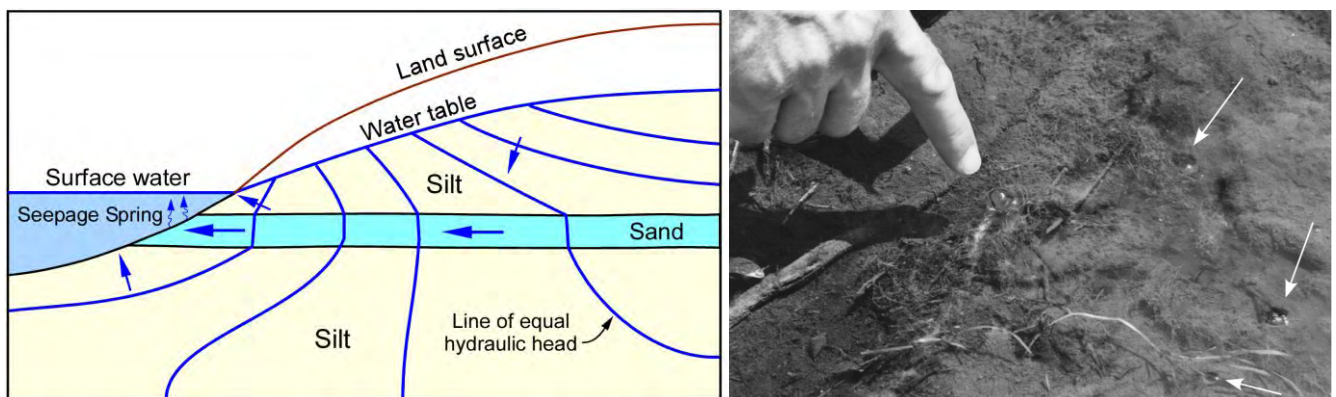 Land surface
Water table
Surface water
Seepage Spring
Silt
Sand
Silt
Line of equal
hydraulic head